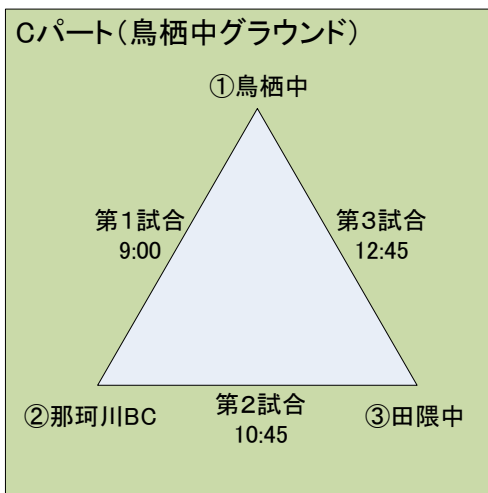 Cパート(鳥栖中グラウンド)
①鳥栖中
第1試合
9:00
第3試合
12:45
②那珂川BC
第2試合
10:45
③田隈中